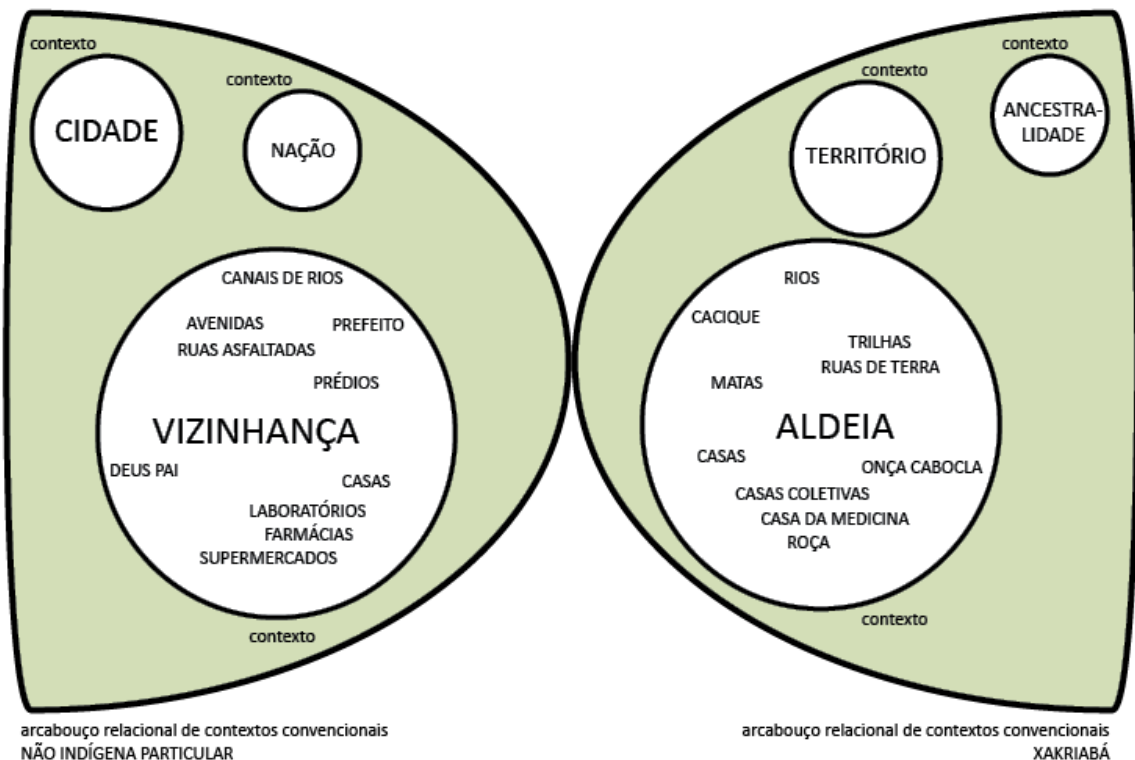 contexto
CIDADE
contexto
NAÇÃO
CANAIS DE RIOS
AVENIDAS
PREFEITO
RUAS ASFALTADAS
PRÉDIOS
VIZINHANÇA
DEUS PAI
CASAS
LABORATÓRIOS
FARMÁCIAS
SUPERMERCADOS
contexto
arcabouço relacional de contextos convencionais
NÃO INDÍGENA PARTICULAR
contexto
TERRITÓRIO
contexto
ANCESTRA-
LIDADE
RIOS
CACIQUE
TRILHAS
RUAS DE TERRA
MATAS
ALDEIA
CASAS
ONÇA CABOCLA
CASAS COLETIVAS
CASA DA MEDICINA
ROÇA
contexto
arcabouço relacional de contextos convencionais
XAKRIABÁ